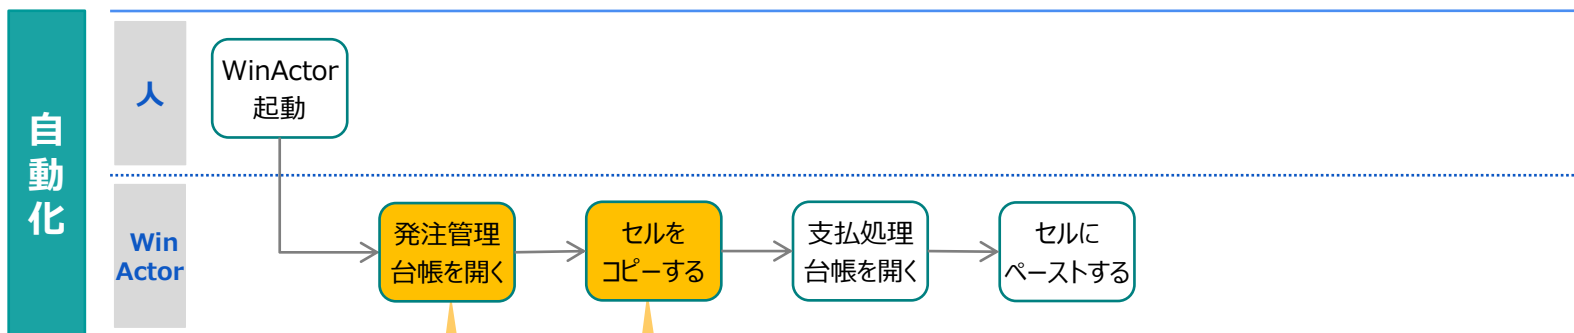 自動化
人
WinActor
起動
Win
Actor
発注管理
台帳を開く
セルを
コピーする
支払処理
台帳を開く
セルに
ペーストする